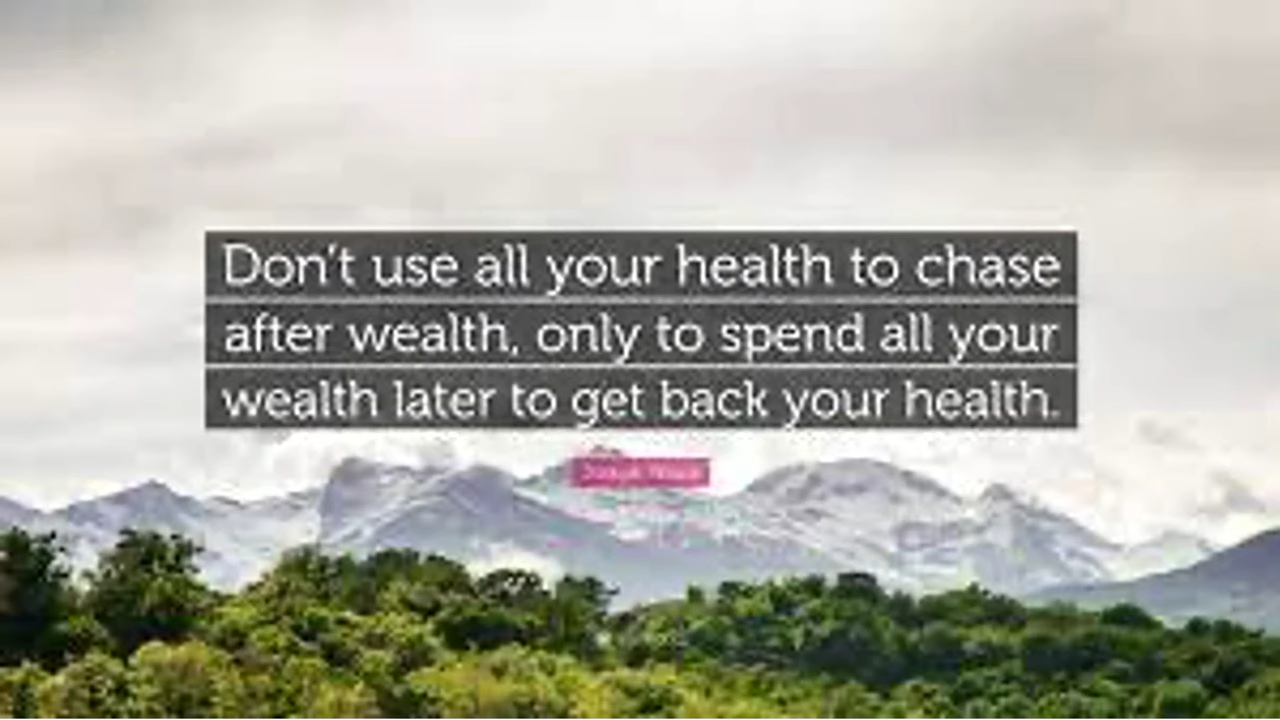 Don't use all your health to chase
after wealth, only to spend all your
wealth later to get back your health.